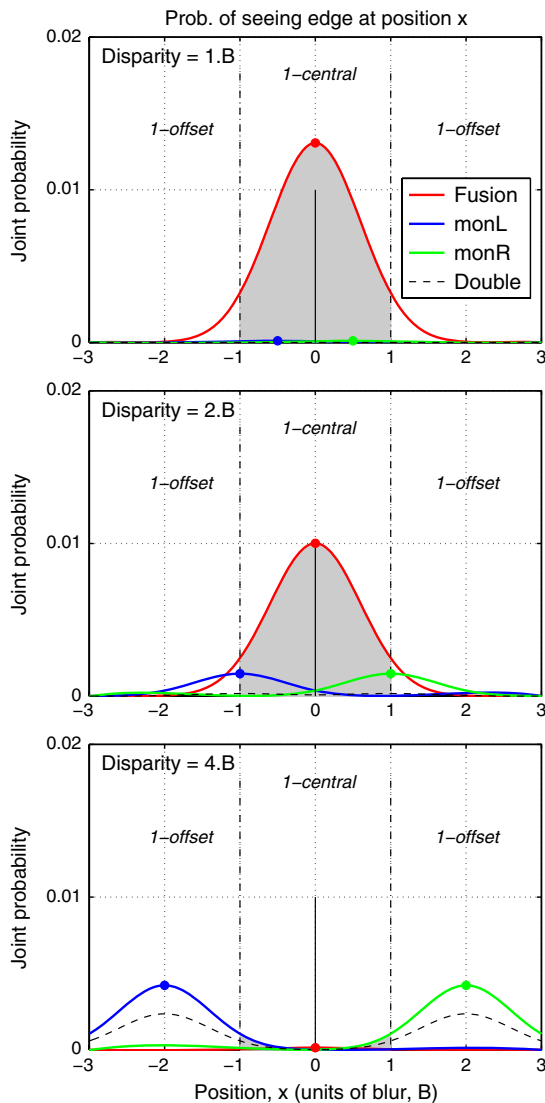 Prob. of seeing edge at position x
0.02
Disparity = 1.B
1−central
1−offset
1−offset
0.01
Joint probability
Fusion
monL
monR
Double
0
−3 −2 −1 0 1 2 3
0.02
Disparity = 2.B
1−central
1−offset
1−offset
0.01
Joint probability
0
−3 −2 −1 0 1 2 3
0.02
Disparity = 4.B
1−central
1−offset
1−offset
0.01
Joint probability
0
−3 −2 −1 0 1 2 3
Position, x (units of blur, B)